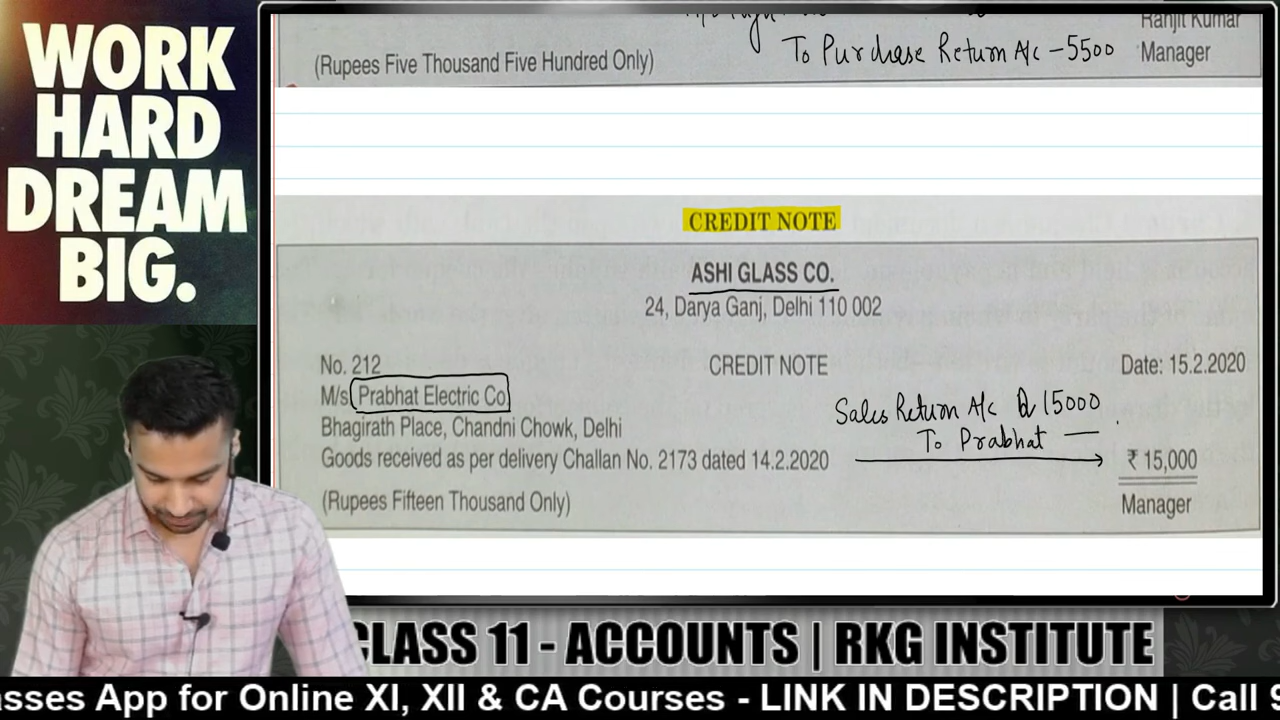 WORK
HARD
DREAM
BIG.
Ranjit Kumar
To Purchase Return A/c - 5500
Manager
(Rupees Five Thousand Five Hundred Only)
CREDIT NOTE
ASHI GLASS CO.
24, Darya Ganj, Delhi 110 002
No. 212 CREDIT NOTE Date: 15.2.2020
M/s Prabhat Electric Co
Sales Return A/c Dr 15000
Bhagirath Place, Chandni Chowk, Delhi
To Prabhat —
Goods received as per delivery Challan No. 2173 dated 14.2.2020 ₹ 15,000
(Rupees Fifteen Thousand Only)
Manager
CLASS 11 - ACCOUNTS | RKG INSTITUTE
sses App for Online XI, XII & CA Courses - LINK IN DESCRIPTION | Call